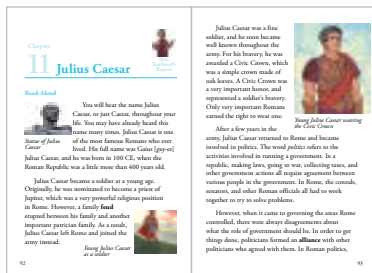 Chapter
11 Julius Caesar
Read-Aloud
You will hear the name Julius
Caesar, or just Caesar, throughout your
life. You may have already heard this
name many times. Julius Caesar is one
of the most famous Romans who ever
lived. His full name was Gaius [guy-us]
Julius Caesar, and he was born in 100 CE, when the
Roman Republic was a little more than 400 years old.
Statue of Julius
Caesar
Julius Caesar became a soldier at a young age.
Originally, he was nominated to become a priest of
Jupiter, which was a very powerful religious position
in Rome. However, a family feud
erupted between his family and another
important patrician family. As a result,
Julius Caesar left Rome and joined the
army instead.
Young Julius Caesar
as a soldier
92
Julius Caesar was a fine
soldier, and he soon became
well known throughout the
army. For his bravery, he was
awarded a Civic Crown, which
was a simple crown made of
oak leaves. A Civic Crown was
a very important honor, and
represented a soldier's bravery.
Only very important Romans
earned the right to wear one.
Young Julius Caesar wearing
the Civic Crown
After a few years in the
army, Julius Caesar returned to Rome and became
involved in politics. The word politics refers to the
activities involved in running a government. In a
republic, making laws, going to war, collecting taxes, and
other government actions all require agreement between
various people in the government. In Rome, the consuls,
senators, and other Roman officials all had to work
together to try to solve problems.
However, when it came to governing the areas Rome
controlled, there were always disagreements about
what the role of government should be. In order to get
things done, politicians formed an alliance with other
politicians who agreed with them. In Roman politics,
93